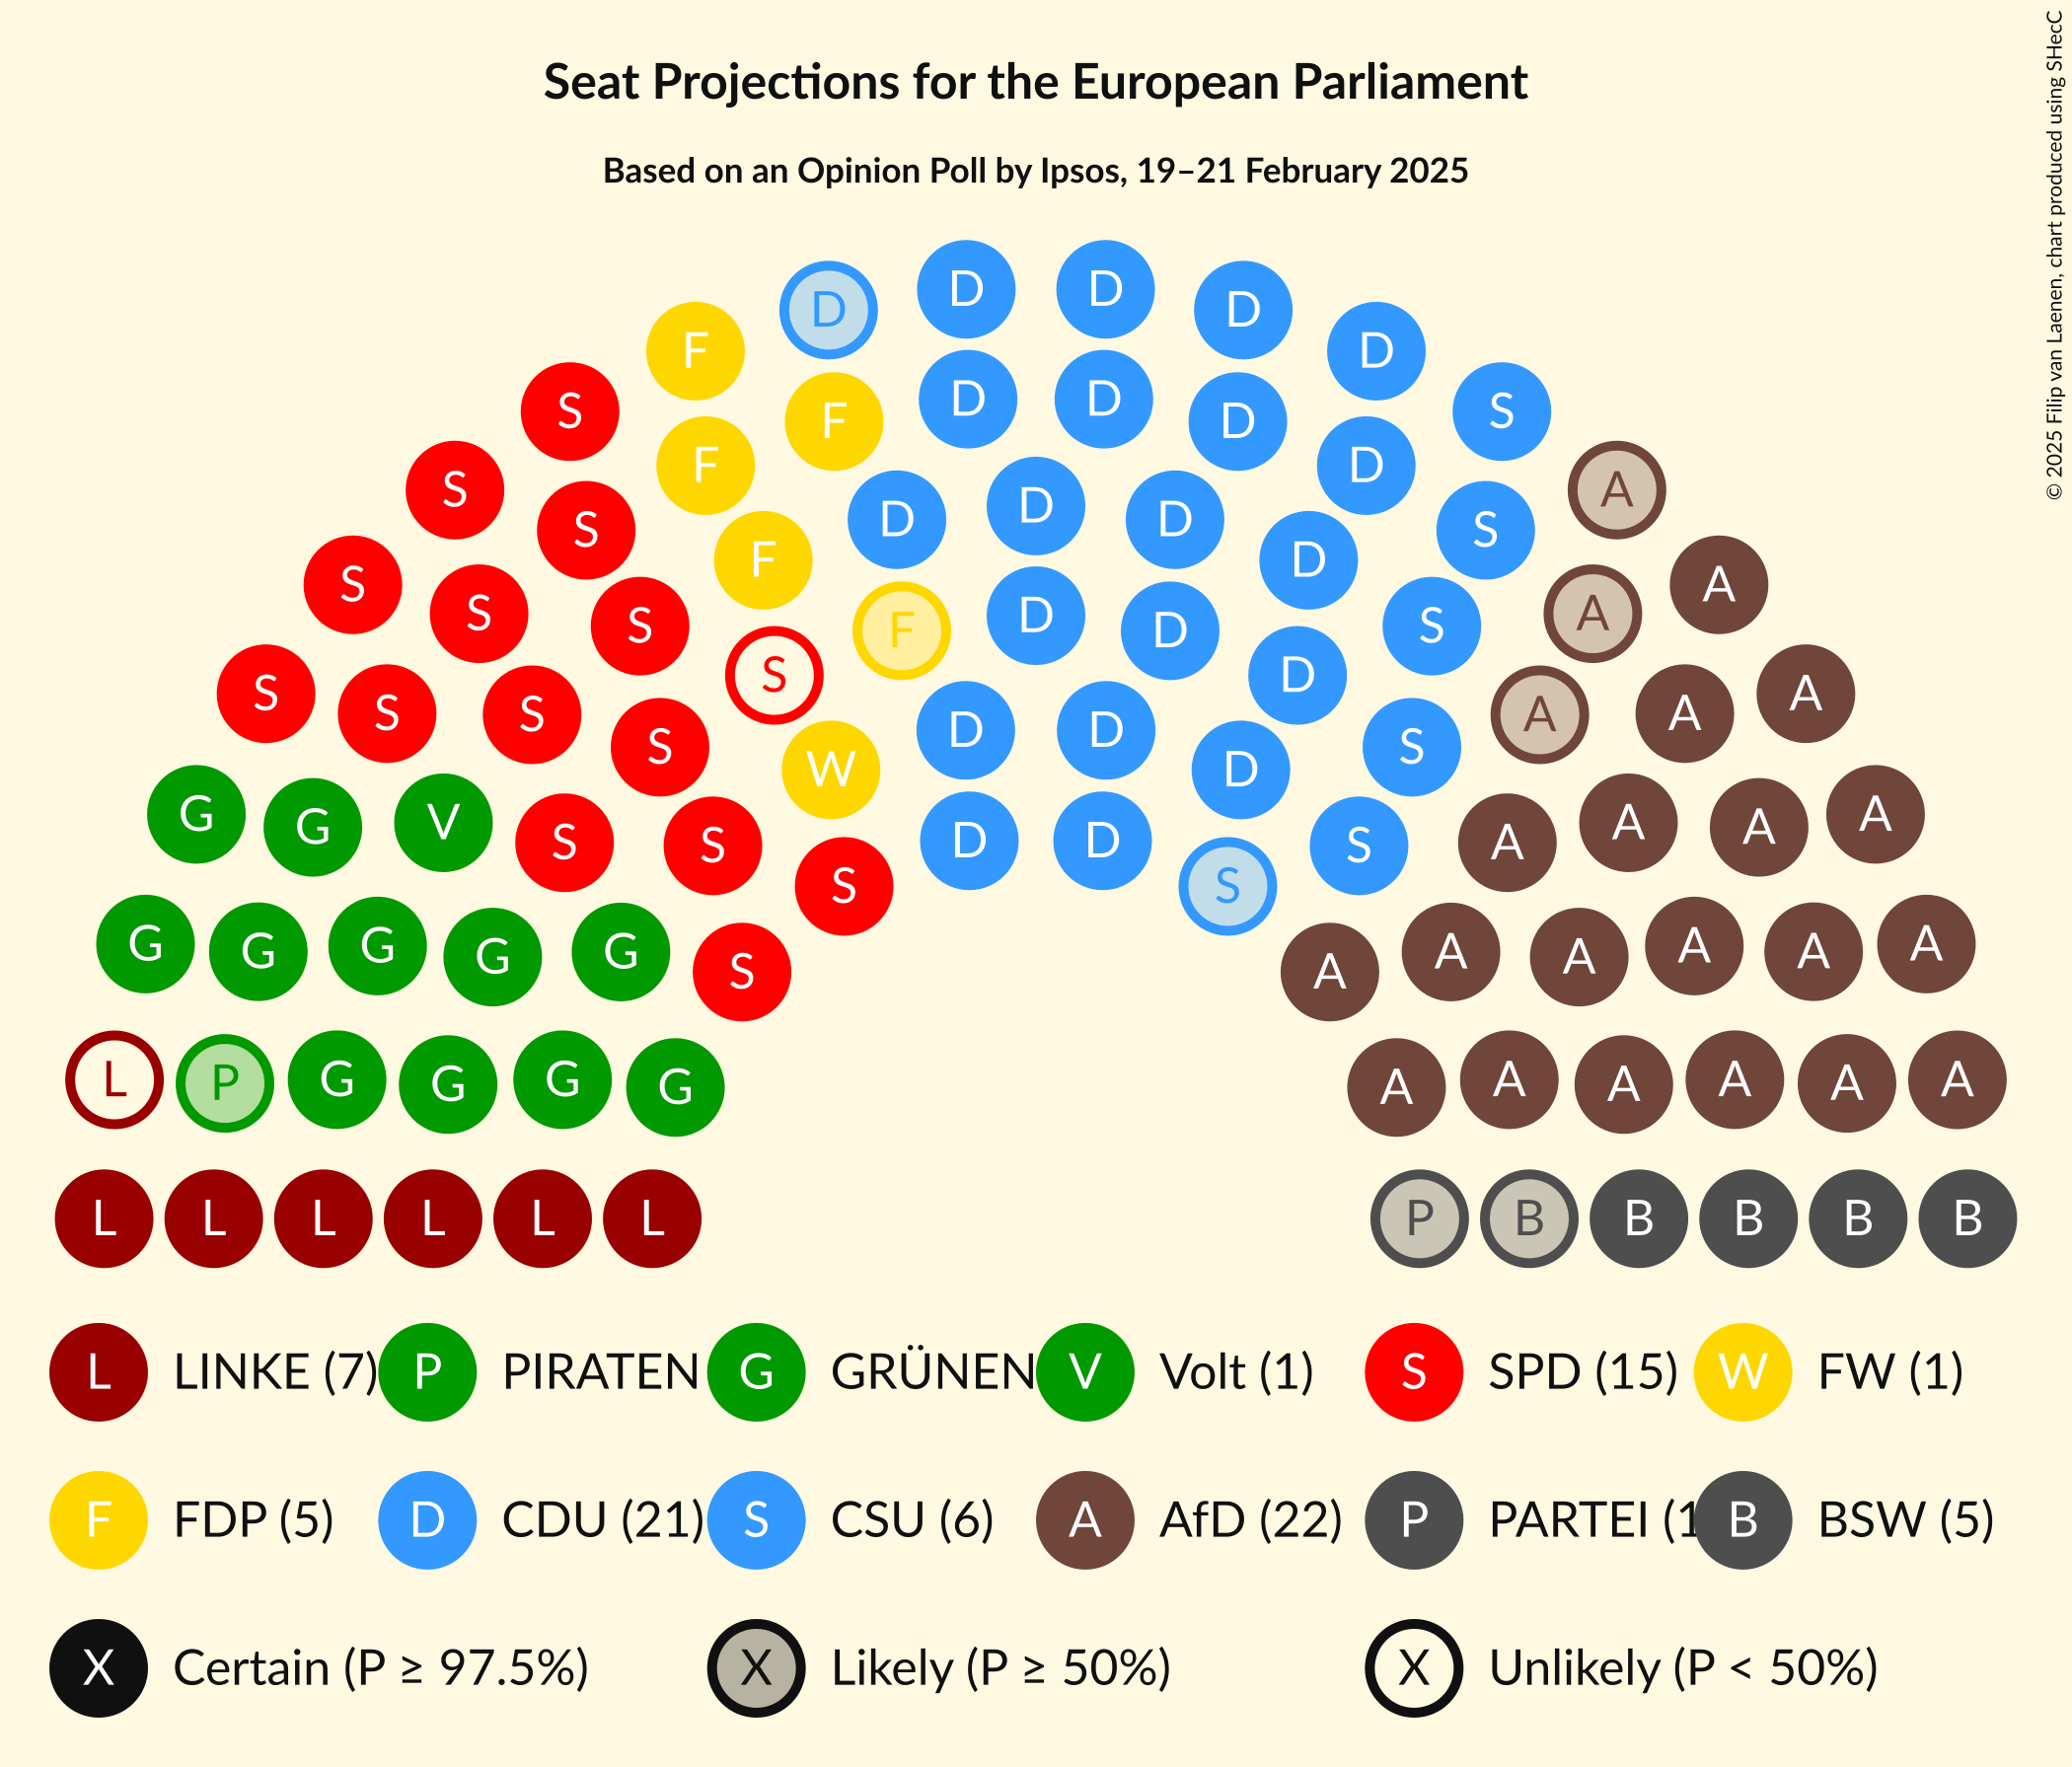 Seat Projections for the European Parliament
Based on an Opinion Poll by Ipsos, 19–21 February 2025
© 2025 Filip van Laenen, chart produced using SHecC
D D D D
F D
S F D D D D S
S F D A
S S F D D D D S A A
S S S S F D D D S A A
S S S S W D D D S A A A
G G V S S S D D S S A A A A
G G G G G S A A A A A A
L P G G G G A A A A A A
L L L L L L P B B B B B
L LINKE (7) P PIRATEN G GRÜNEN V Volt (1) S SPD (15) W FW (1)
F FDP (5) D CDU (21) S CSU (6) A AfD (22) P PARTEI (1 B BSW (5)
X Certain (P ≥ 97.5%) X Likely (P ≥ 50%) X Unlikely (P < 50%)